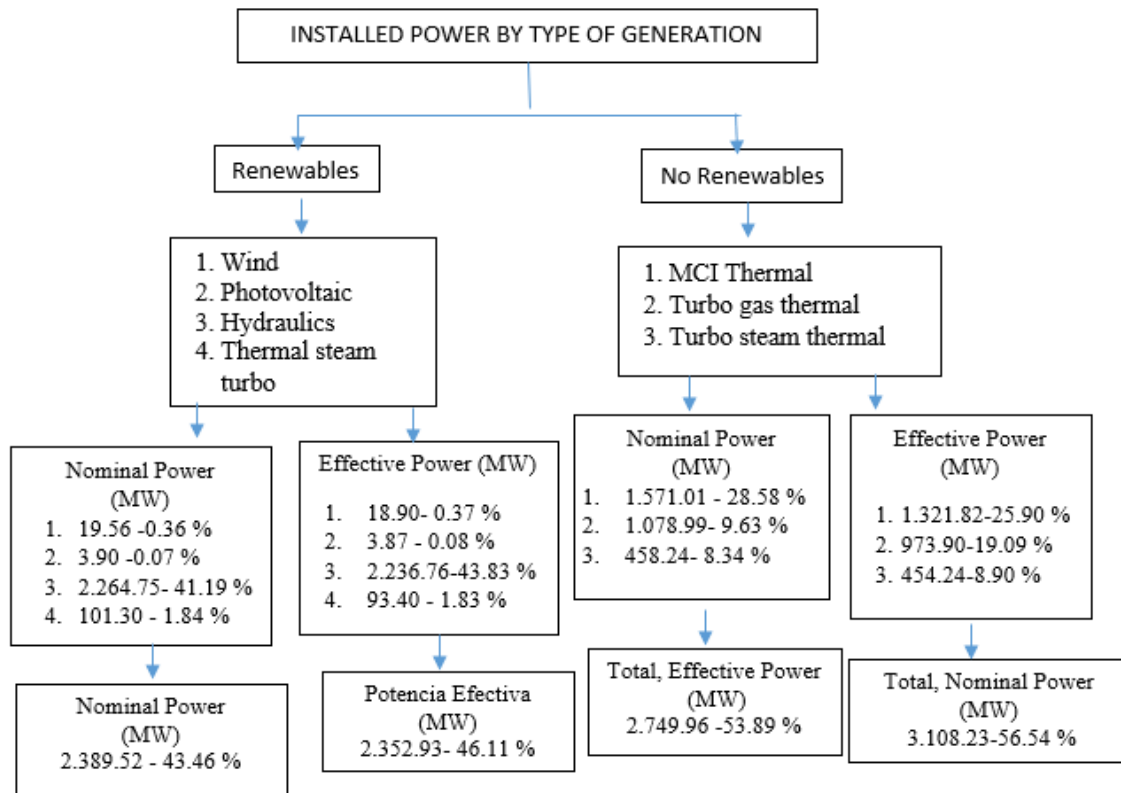 INSTALLED POWER BY TYPE OF GENERATION
Renewables
No Renewables
1. Wind
2. Photovoltaic
3. Hydraulics
4. Thermal steam
turbo
1. MCI Thermal
2. Turbo gas thermal
3. Turbo steam thermal
Nominal Power
(MW)
1. 19.56 -0.36 %
2. 3.90 -0.07 %
3. 2.264.75- 41.19 %
4. 101.30 - 1.84 %
Effective Power (MW)
1. 18.90- 0.37 %
2. 3.87 - 0.08 %
3. 2.236.76-43.83 %
4. 93.40 - 1.83 %
Nominal Power
(MW)
1. 1.571.01 - 28.58 %
2. 1.078.99- 9.63 %
3. 458.24- 8.34 %
Effective Power
(MW)
1. 1.321.82-25.90 %
2. 973.90-19.09 %
3. 454.24-8.90 %
Nominal Power
(MW)
2.389.52 - 43.46 %
Potencia Efectiva
(MW)
2.352.93- 46.11 %
Total, Effective Power
(MW)
2.749.96 -53.89 %
Total, Nominal Power
(MW)
3.108.23-56.54 %